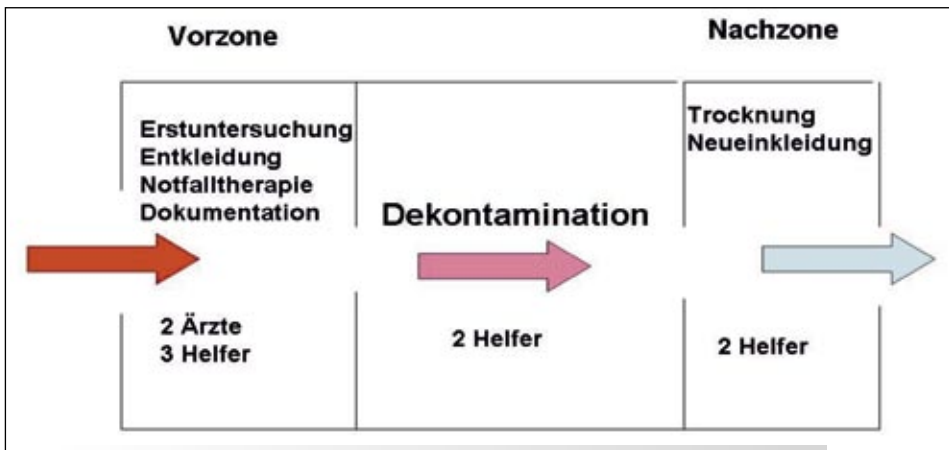 Vorzone
Nachzone
Erstuntersuchung
Entkleidung
Notfalltherapie
Dokumentation
2 Ärzte
3 Helfer
Dekontamination
2 Helfer
Trocknung
Neueinkleidung
2 Helfer